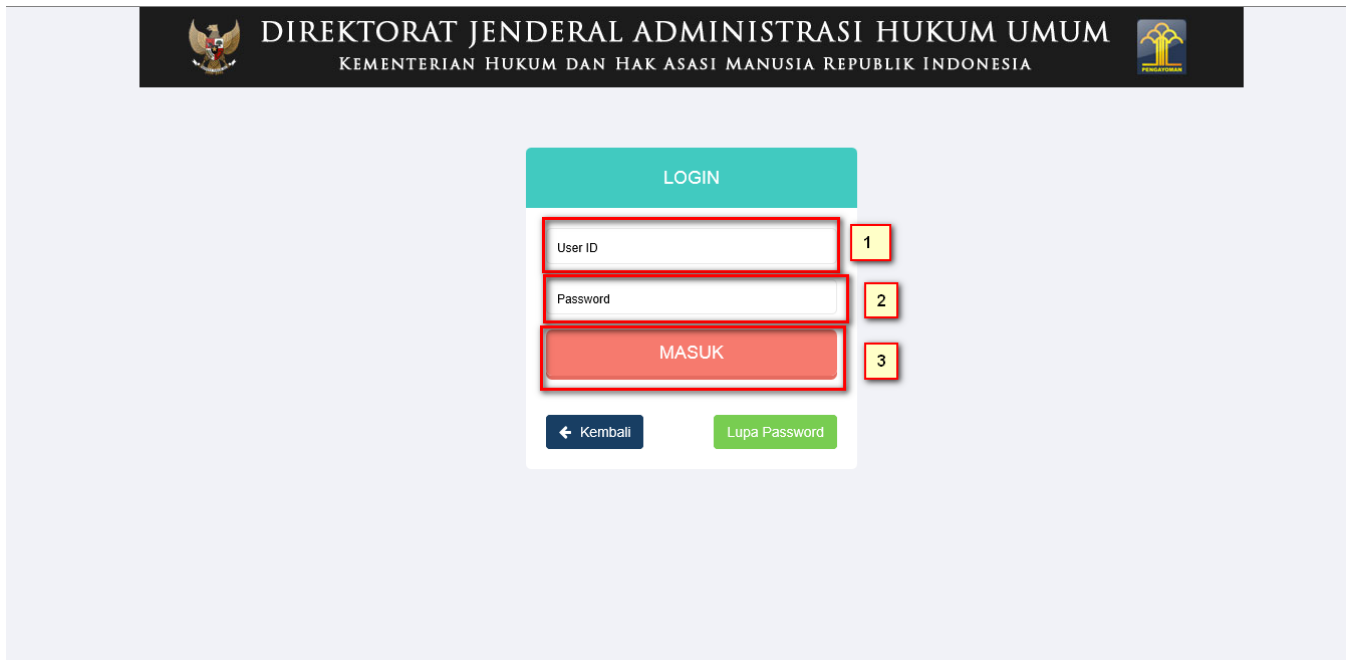 DIREKTORAT JENDERAL ADMINISTRASI HUKUM UMUM
KEMENTERIAN HUKUM DAN HAK ASASI MANUSIA REPUBLIK INDONESIA
PENGAYOMAN
LOGIN
User ID
1
Password
2
MASUK
3
Kembali
Lupa Password